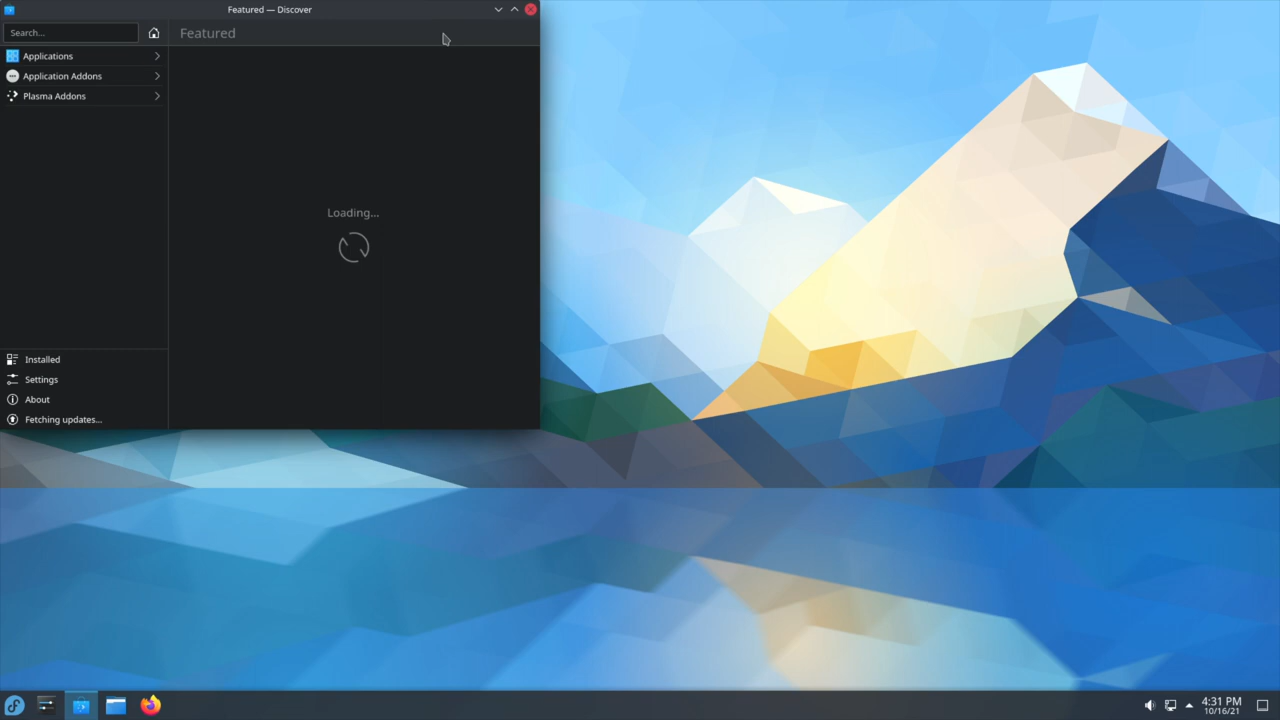 Featured — Discover
Search...
Featured
Applications
Application Addons
Plasma Addons
Loading...
Installed
Settings
About
Fetching updates...
4:31 PM
10/16/21